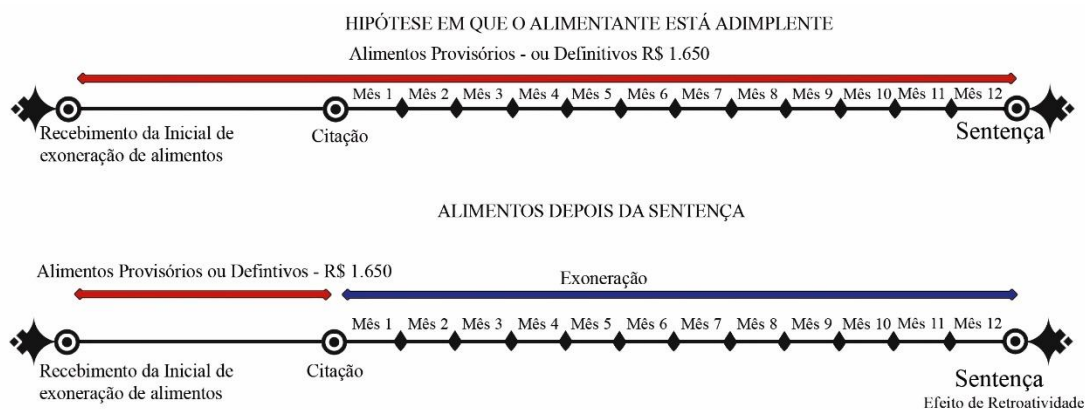 HIPÓTESE EM QUE O ALIMENTANTE ESTÁ ADIMPLENTE
Alimentos Provisórios - ou Definitivos R$ 1.650
Mês 1 Mês 2 Mês 3 Mês 4 Mês 5 Mês 6 Mês 7 Mês 8 Mês 9 Mês 10 Mês 11 Mês 12
Recebimento da Inicial de
exoneração de alimentos
Citação
Sentença
ALIMENTOS DEPOIS DA SENTENÇA
Alimentos Provisórios ou Defintivos - R$ 1.650
Exoneração
Mês 1 Mês 2 Mês 3 Mês 4 Mês 5 Mês 6 Mês 7 Mês 8 Mês 9 Mês 10 Mês 11 Mês 12
Recebimento da Inicial de
exoneração de alimentos
Citação
Sentença
Efeito de Retroatividade